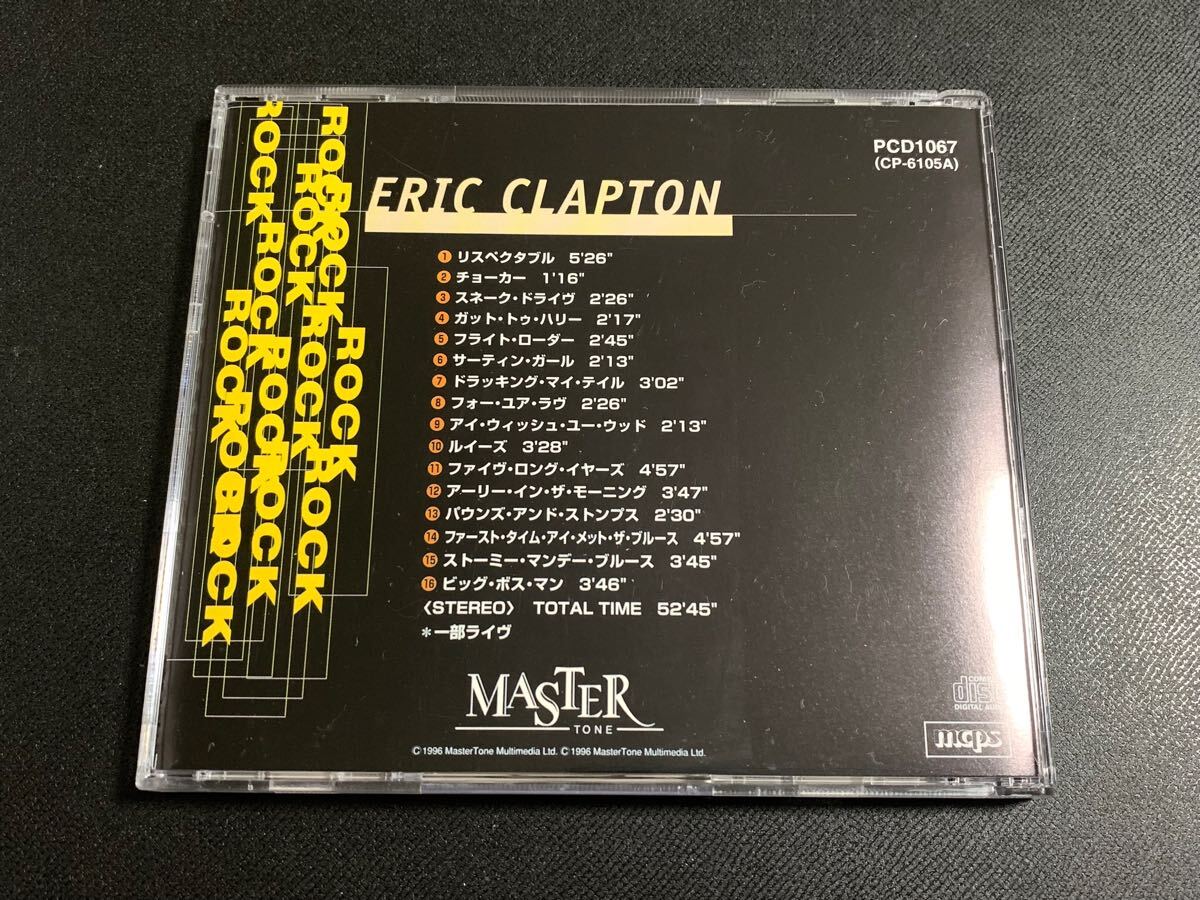 PCD1067
(CP-6105A)
ERIC CLAPTON
1 リスペクタブル 5'26"
2 チョーカー 1'16"
3 スネーク・ドライヴ 2'26"
4 ガット・トゥ・ハリー 2'17"
5 フライト・ローダー 2'45"
6 サーティン・ガール 2'13"
7 ドラッキング・マイ・テイル 3'02"
8 フォー・ユア・ラヴ 2'26"
9 アイ・ウィッシュ・ユー・ウッド 2'13"
10 ルイーズ 3'28"
11 ファイヴ・ロング・イヤーズ 4'57"
12 アーリー・イン・ザ・モーニング 3'47"
13 バウンズ・アンド・ストンプス 2'30"
14 ファースト・タイム・アイ・メット・ザ・ブルース 4'57"
15 ストーミー・マンデー・ブルース 3'45"
16 ビッグ・ボス・マン 3'46"
〈STEREO〉 TOTAL TIME 52'45"
＊一部ライヴ
MASTER
TONE
©1996 MasterTone Multimedia Ltd. ©1996 MasterTone Multimedia Ltd.
DIGITAL
mcps
ROCK
ROCK
ROCK
ROCK
ROCK
ROCK
ROCK
ROCK
ROCK
ROCK
ROCK